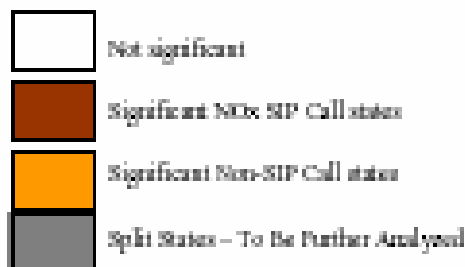 Not significant
Significant NOx SIP Call states
Significant Non-SIP Call states
Split States – To Be Further Analyzed